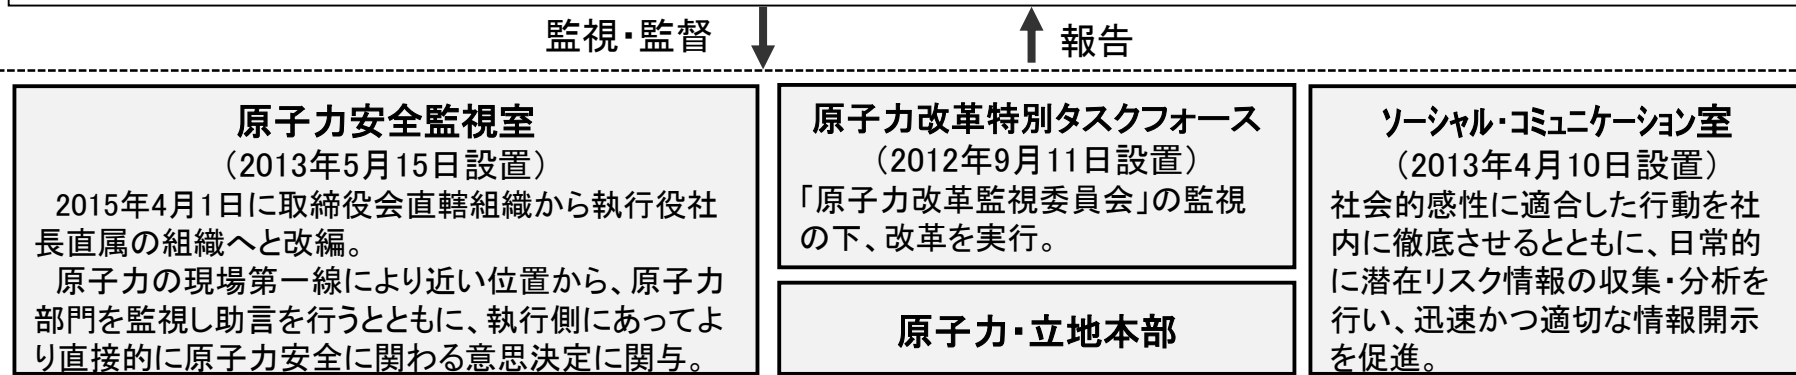 監視・監督
報告
原子力安全監視室
（2013年5月15日設置）
2015年4月1日に取締役会直轄組織から執行役社
長直属の組織へと改編。
原子力の現場第一線により近い位置から、原子力
部門を監視し助言を行うとともに、執行側にあってよ
り直接的に原子力安全に関わる意思決定に関与。
原子力改革特別タスクフォース
（2012年9月11日設置）
「原子力改革監視委員会」の監視
の下、改革を実行。
原子力・立地本部
ソーシャル・コミュニケーション室
（2013年4月10日設置）
社会的感性に適合した行動を社
内に徹底させるとともに、日常的
に潜在リスク情報の収集・分析を
行い、迅速かつ適切な情報開示
を促進。